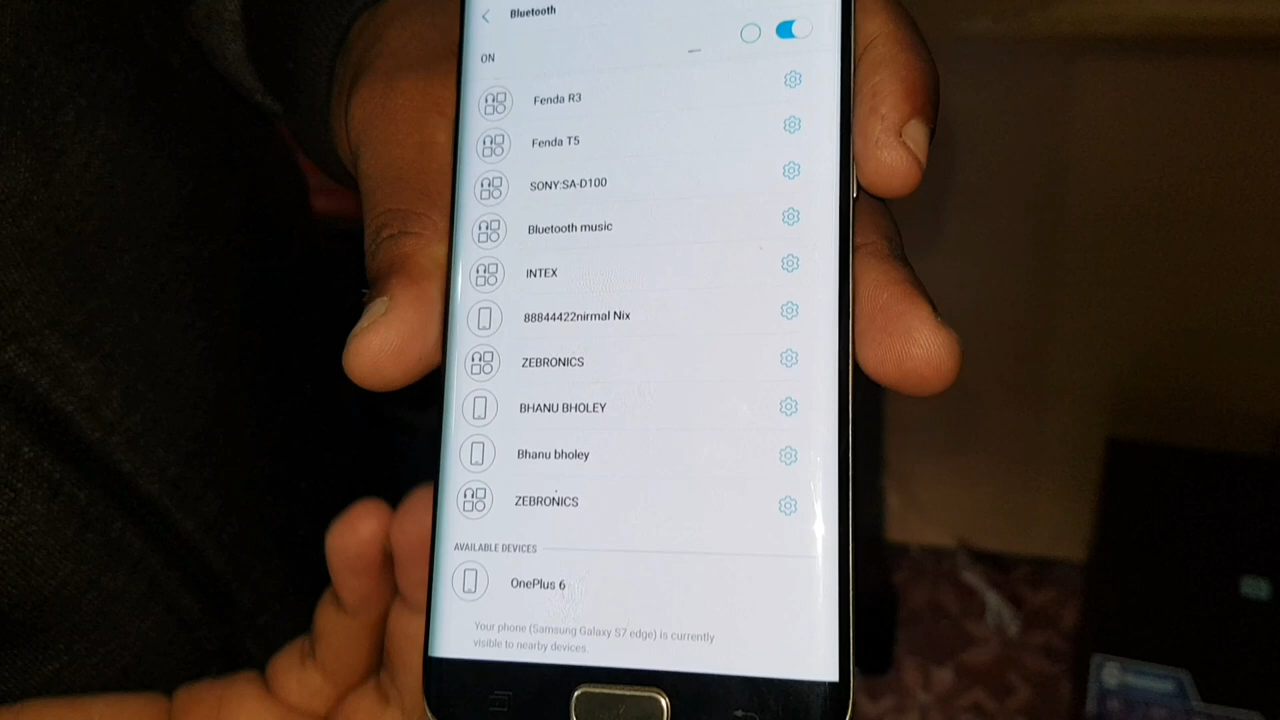 Bluetooth
ON
Fenda R3
Fenda T5
SONY:SA-D100
Bluetooth music
INTEX
88844422nirmal Nix
ZEBRONICS
BHANU BHOLEY
Bhanu bholey
ZEBRONICS
AVAILABLE DEVICES
OnePlus 6
Your phone (Samsung Galaxy S7 edge) is currently
visible to nearby devices.